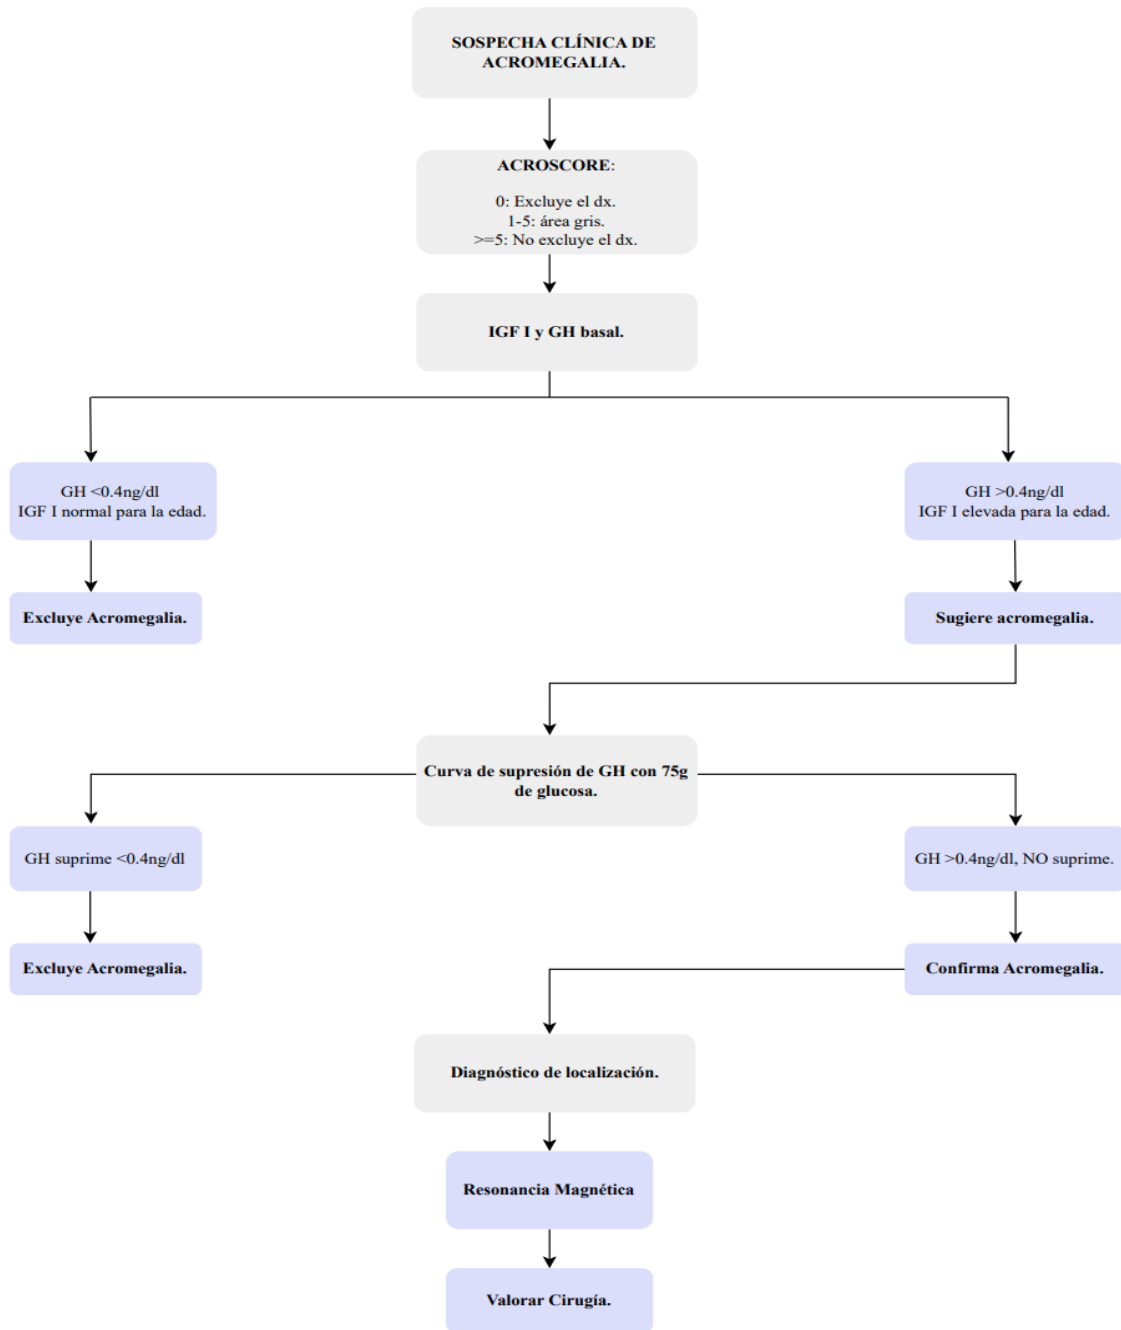 SOSPECHA CLÍNICA DE
ACROMEGALIA.
ACROSCORE:
0: Excluye el dx.
1-5: área gris.
>=5: No excluye el dx.
IGF I y GH basal.
GH <0.4ng/dl
IGF I normal para la edad.
GH >0.4ng/dl
IGF I elevada para la edad.
Excluye Acromegalia.
Sugiere acromegalia.
Curva de supresión de GH con 75g
de glucosa.
GH suprime <0.4ng/dl
GH >0.4ng/dl, NO suprime.
Excluye Acromegalia.
Confirma Acromegalia.
Diagnóstico de localización.
Resonancia Magnética
Valorar Cirugía.